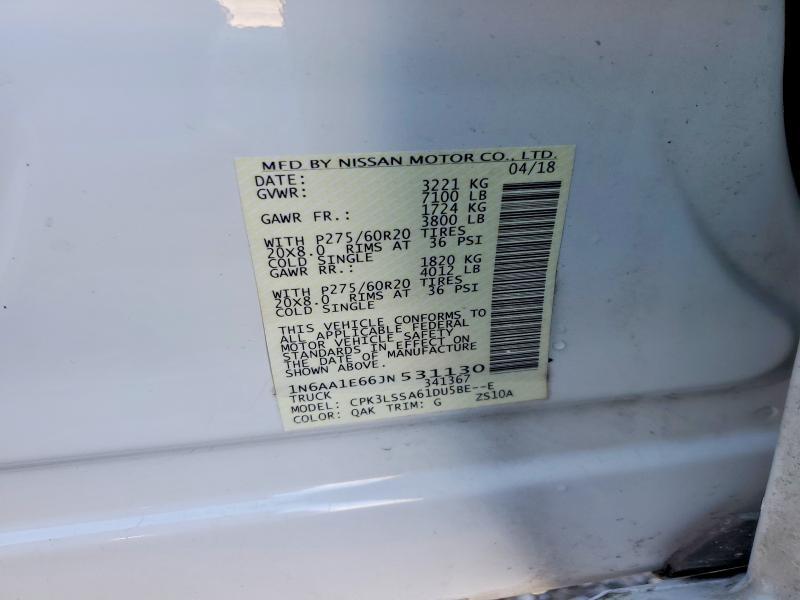 MFD BY NISSAN MOTOR CO., LTD.
DATE: 04/18
GVWR: 3221 KG
7100 LB
GAWR FR.: 1724 KG
3800 LB
WITH P275/60R20 TIRES
20X8.0 RIMS AT 36 PSI
COLD SINGLE
GAWR RR.: 1820 KG
4012 LB
WITH P275/60R20 TIRES
20X8.0 RIMS AT 36 PSI
COLD SINGLE
THIS VEHICLE CONFORMS TO
ALL APPLICABLE FEDERAL
MOTOR VEHICLE SAFETY
STANDARDS IN EFFECT ON
THE DATE OF MANUFACTURE
SHOWN ABOVE.
1N6AA1E66JN531130
TRUCK 341367
MODEL: CPK3LSSA61DU5BE--E
COLOR: QAK TRIM: G ZS10A